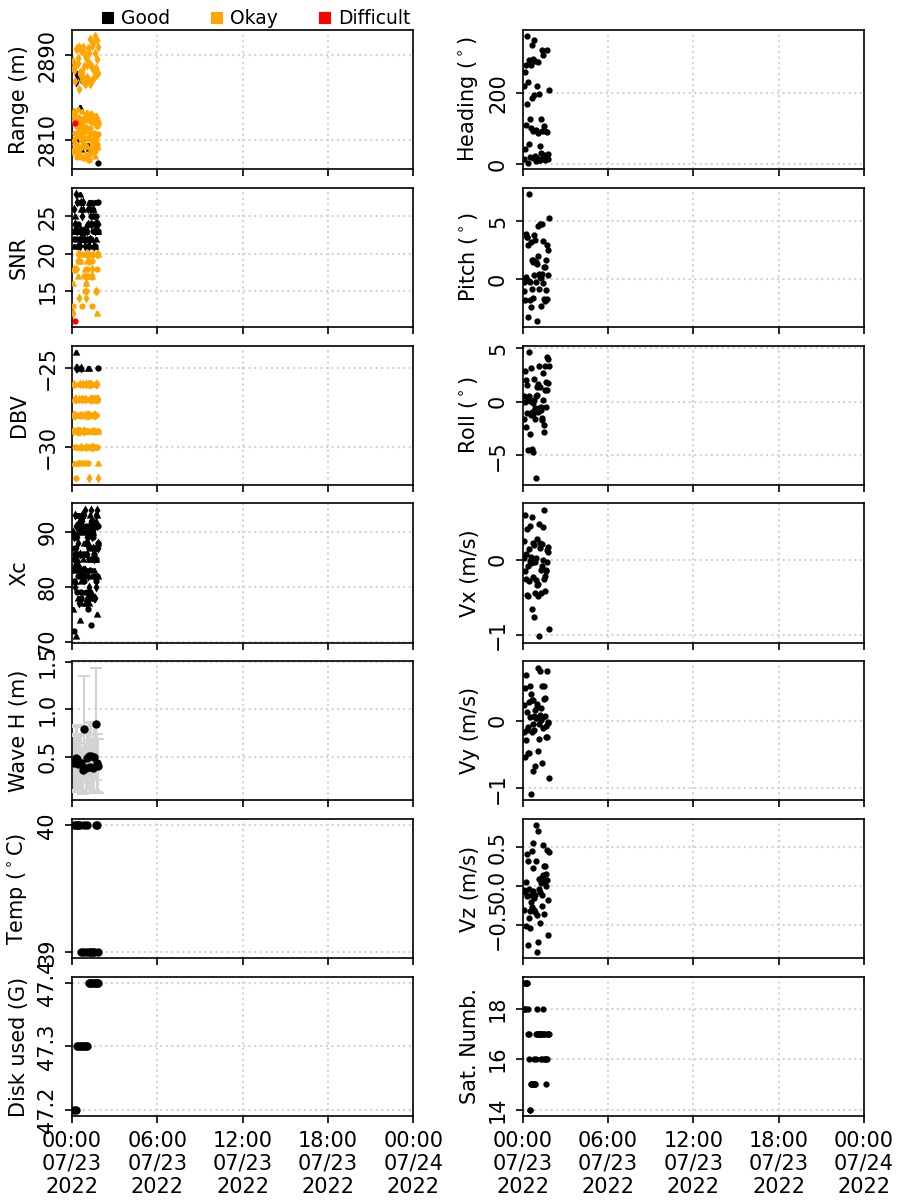 Good Okay Difficult
Range (m)
2890
2810
Heading (°)
200
0
SNR
25
20
15
Pitch (°)
5
0
DBV
−25
−30
Roll (°)
5
0
−5
Xc
90
80
70
Vx (m/s)
0
−1
Wave H (m)
1.5
1.0
0.5
Vy (m/s)
0
−1
Temp (°C)
40
39
Vz (m/s)
0.5
0.0
−0.5
Disk used (G)
47.4
47.3
47.2
Sat. Numb.
18
16
14
00:00 06:00 12:00 18:00 00:00
07/23 07/23 07/23 07/23 07/24
2022 2022 2022 2022 2022
00:00 06:00 12:00 18:00 00:00
07/23 07/23 07/23 07/23 07/24
2022 2022 2022 2022 2022